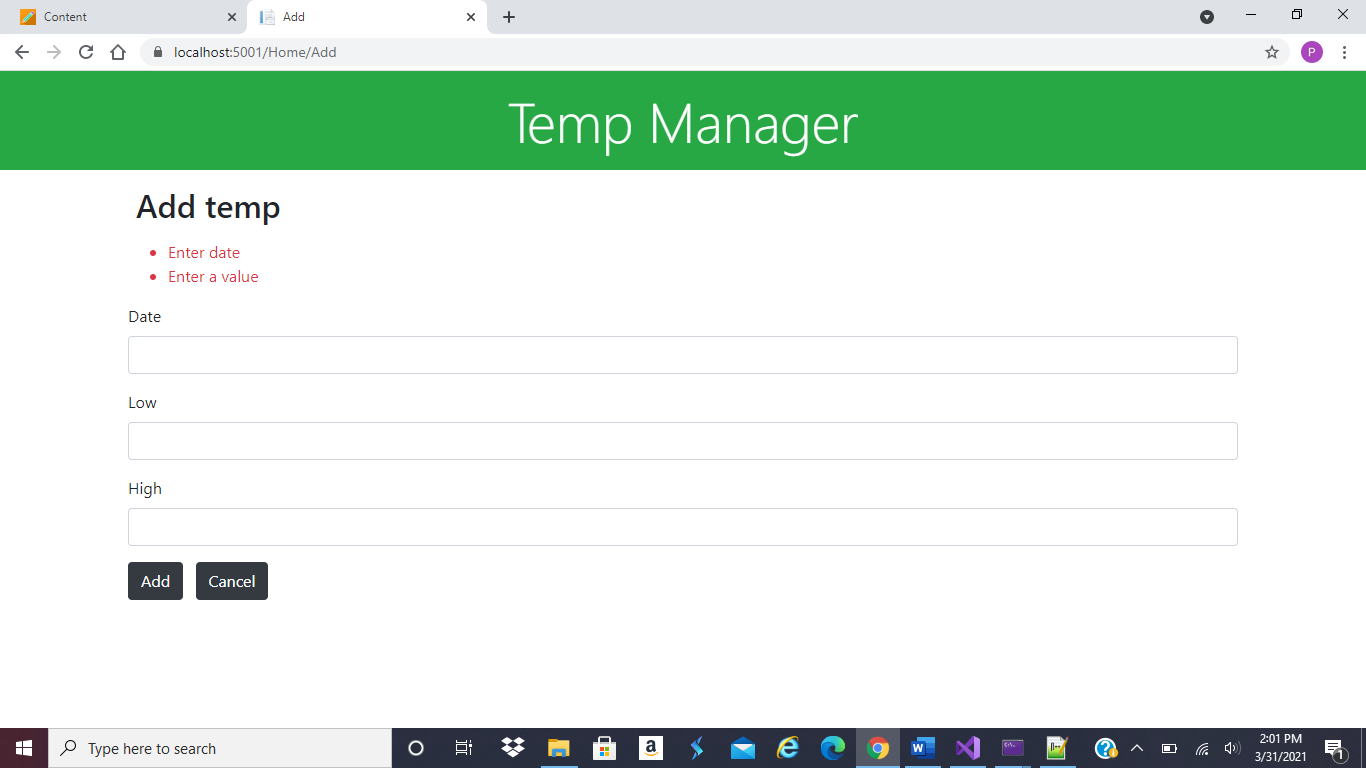 Content
Add
localhost:5001/Home/Add
P
Temp Manager
Add temp
Enter date
Enter a value
Date
Low
High
Add Cancel
Type here to search
2:01 PM
3/31/2021
1